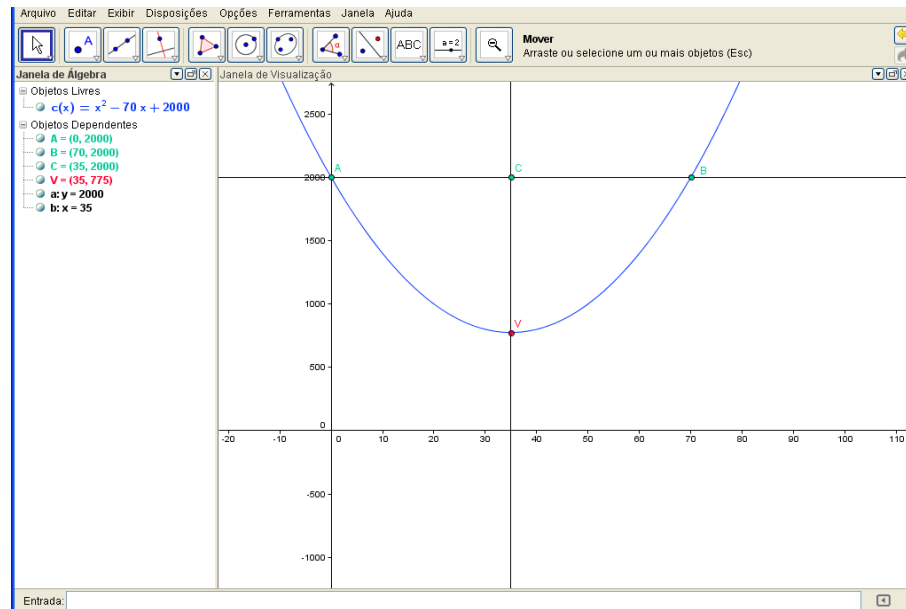 Arquivo Editar Exibir Disposições Opções Ferramentas Janela Ajuda
A
α
ABC
a=2
Mover
Arraste ou selecione um ou mais objetos (Esc)
Janela de Álgebra
Janela de Visualização
Objetos Livres
c(x) = x² − 70 x + 2000
Objetos Dependentes
A = (0, 2000)
B = (70, 2000)
C = (35, 2000)
V = (35, 775)
a: y = 2000
b: x = 35
2500
A
C
B
2000
1500
1000
V
500
0
-20 -10 0 10 20 30 40 50 60 70 80 90 100 110
-500
-1000
Entrada: